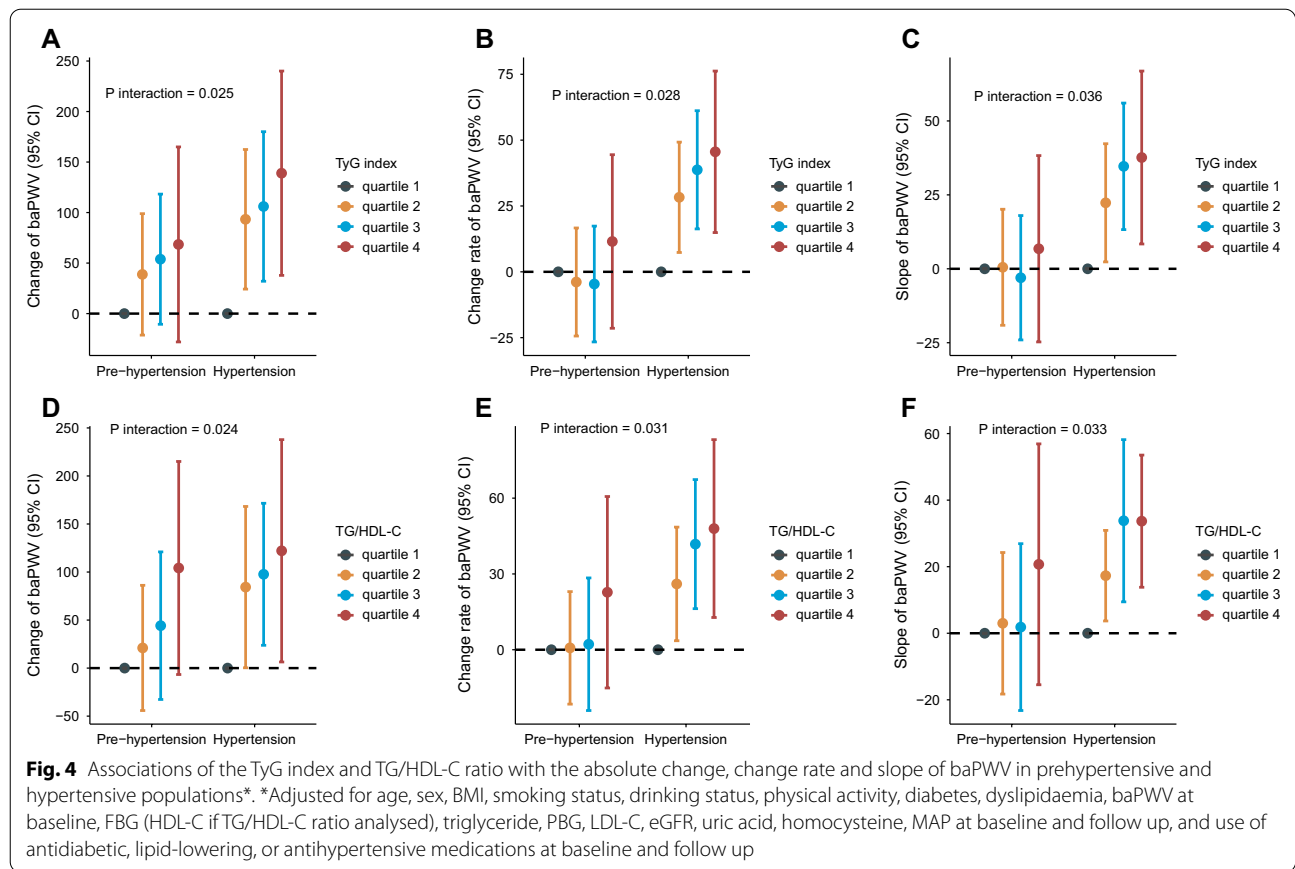 A
Change of baPWV (95% CI)
250
200
150
100
50
0
P interaction = 0.025
Pre−hypertension Hypertension
TyG index
quartile 1
quartile 2
quartile 3
quartile 4
B
Change rate of baPWV (95% CI)
75
50
25
0
−25
P interaction = 0.028
Pre−hypertension Hypertension
TyG index
quartile 1
quartile 2
quartile 3
quartile 4
C
Slope of baPWV (95% CI)
50
25
0
−25
P interaction = 0.036
Pre−hypertension Hypertension
TyG index
quartile 1
quartile 2
quartile 3
quartile 4
D
Change of baPWV (95% CI)
250
200
150
100
50
0
−50
P interaction = 0.024
Pre−hypertension Hypertension
TG/HDL-C
quartile 1
quartile 2
quartile 3
quartile 4
E
Change rate of baPWV (95% CI)
60
30
0
P interaction = 0.031
Pre−hypertension Hypertension
TG/HDL-C
quartile 1
quartile 2
quartile 3
quartile 4
F
Slope of baPWV (95% CI)
60
40
20
0
−20
P interaction = 0.033
Pre−hypertension Hypertension
TG/HDL-C
quartile 1
quartile 2
quartile 3
quartile 4
Fig. 4 Associations of the TyG index and TG/HDL-C ratio with the absolute change, change rate and slope of baPWV in prehypertensive and
hypertensive populations*. *Adjusted for age, sex, BMI, smoking status, drinking status, physical activity, diabetes, dyslipidaemia, baPWV at
baseline, FBG (HDL-C if TG/HDL-C ratio analysed), triglyceride, PBG, LDL-C, eGFR, uric acid, homocysteine, MAP at baseline and follow up, and use of
antidiabetic, lipid-lowering, or antihypertensive medications at baseline and follow up